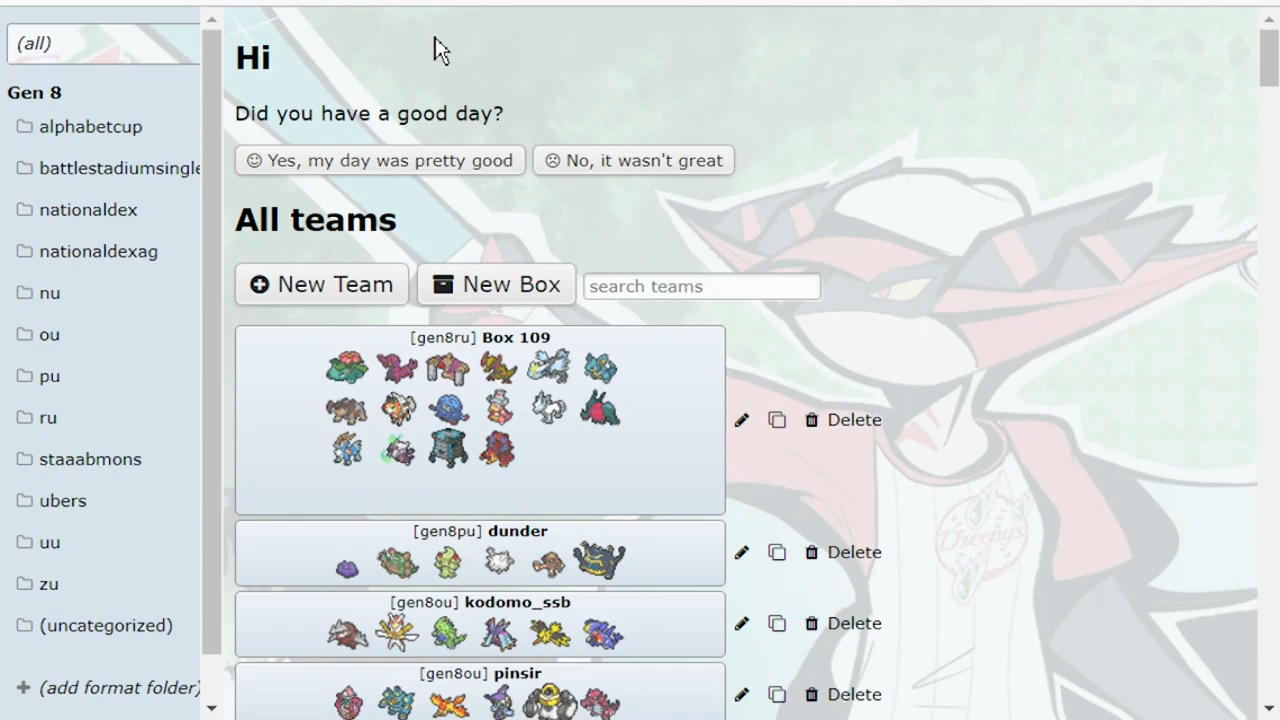 (all)
Gen 8
alphabetcup
battlestadiumsingle
nationaldex
nationaldexag
nu
ou
pu
ru
staaabmons
ubers
uu
zu
(uncategorized)
(add format folder)
Hi
Did you have a good day?
Yes, my day was pretty good
No, it wasn't great
All teams
New Team
New Box
search teams
[gen8ru] Box 109
Delete
[gen8pu] dunder
Delete
[gen8ou] kodomo_ssb
Delete
[gen8ou] pinsir
Delete
Dreepys